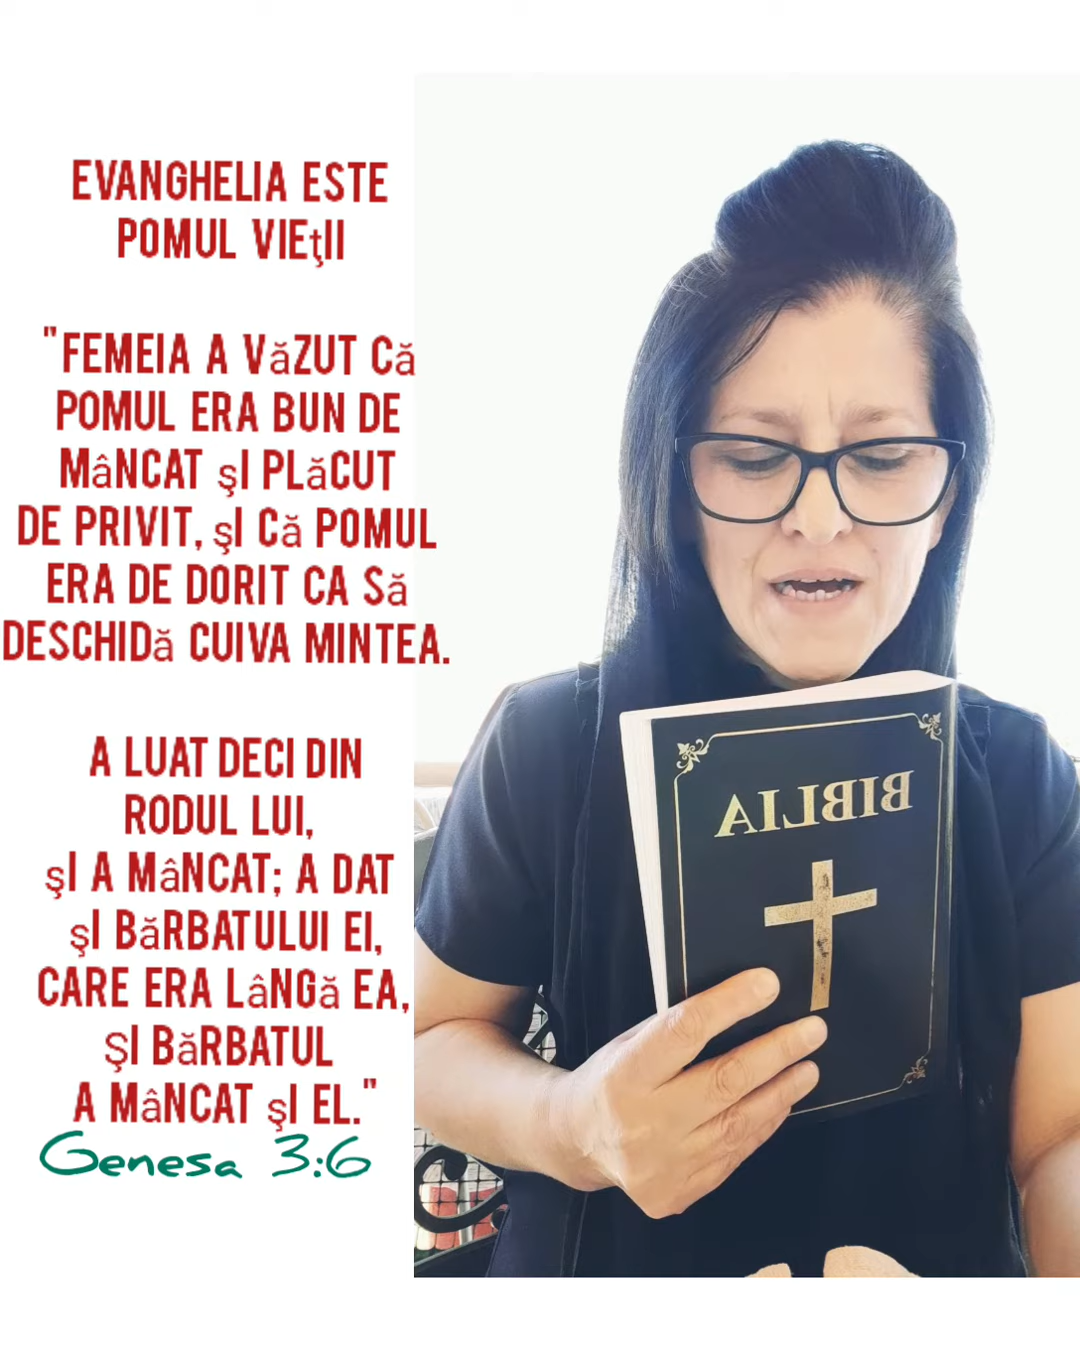 EVANGHELIA ESTE
POMUL VIEţII
"FEMEIA A VăZUT Că
POMUL ERA BUN DE
MâNCAT şI PLăCUT
DE PRIVIT, şI Că POMUL
ERA DE DORIT CA Să
DESCHIDă CUIVA MINTEA.
A LUAT DECI DIN
RODUL LUI,
şI A MâNCAT; A DAT
şI BăRBATULUI EI,
CARE ERA LâNGă EA,
ŞI BăRBATUL
A MâNCAT şI EL."
Genesa 3:6
BIBLIA